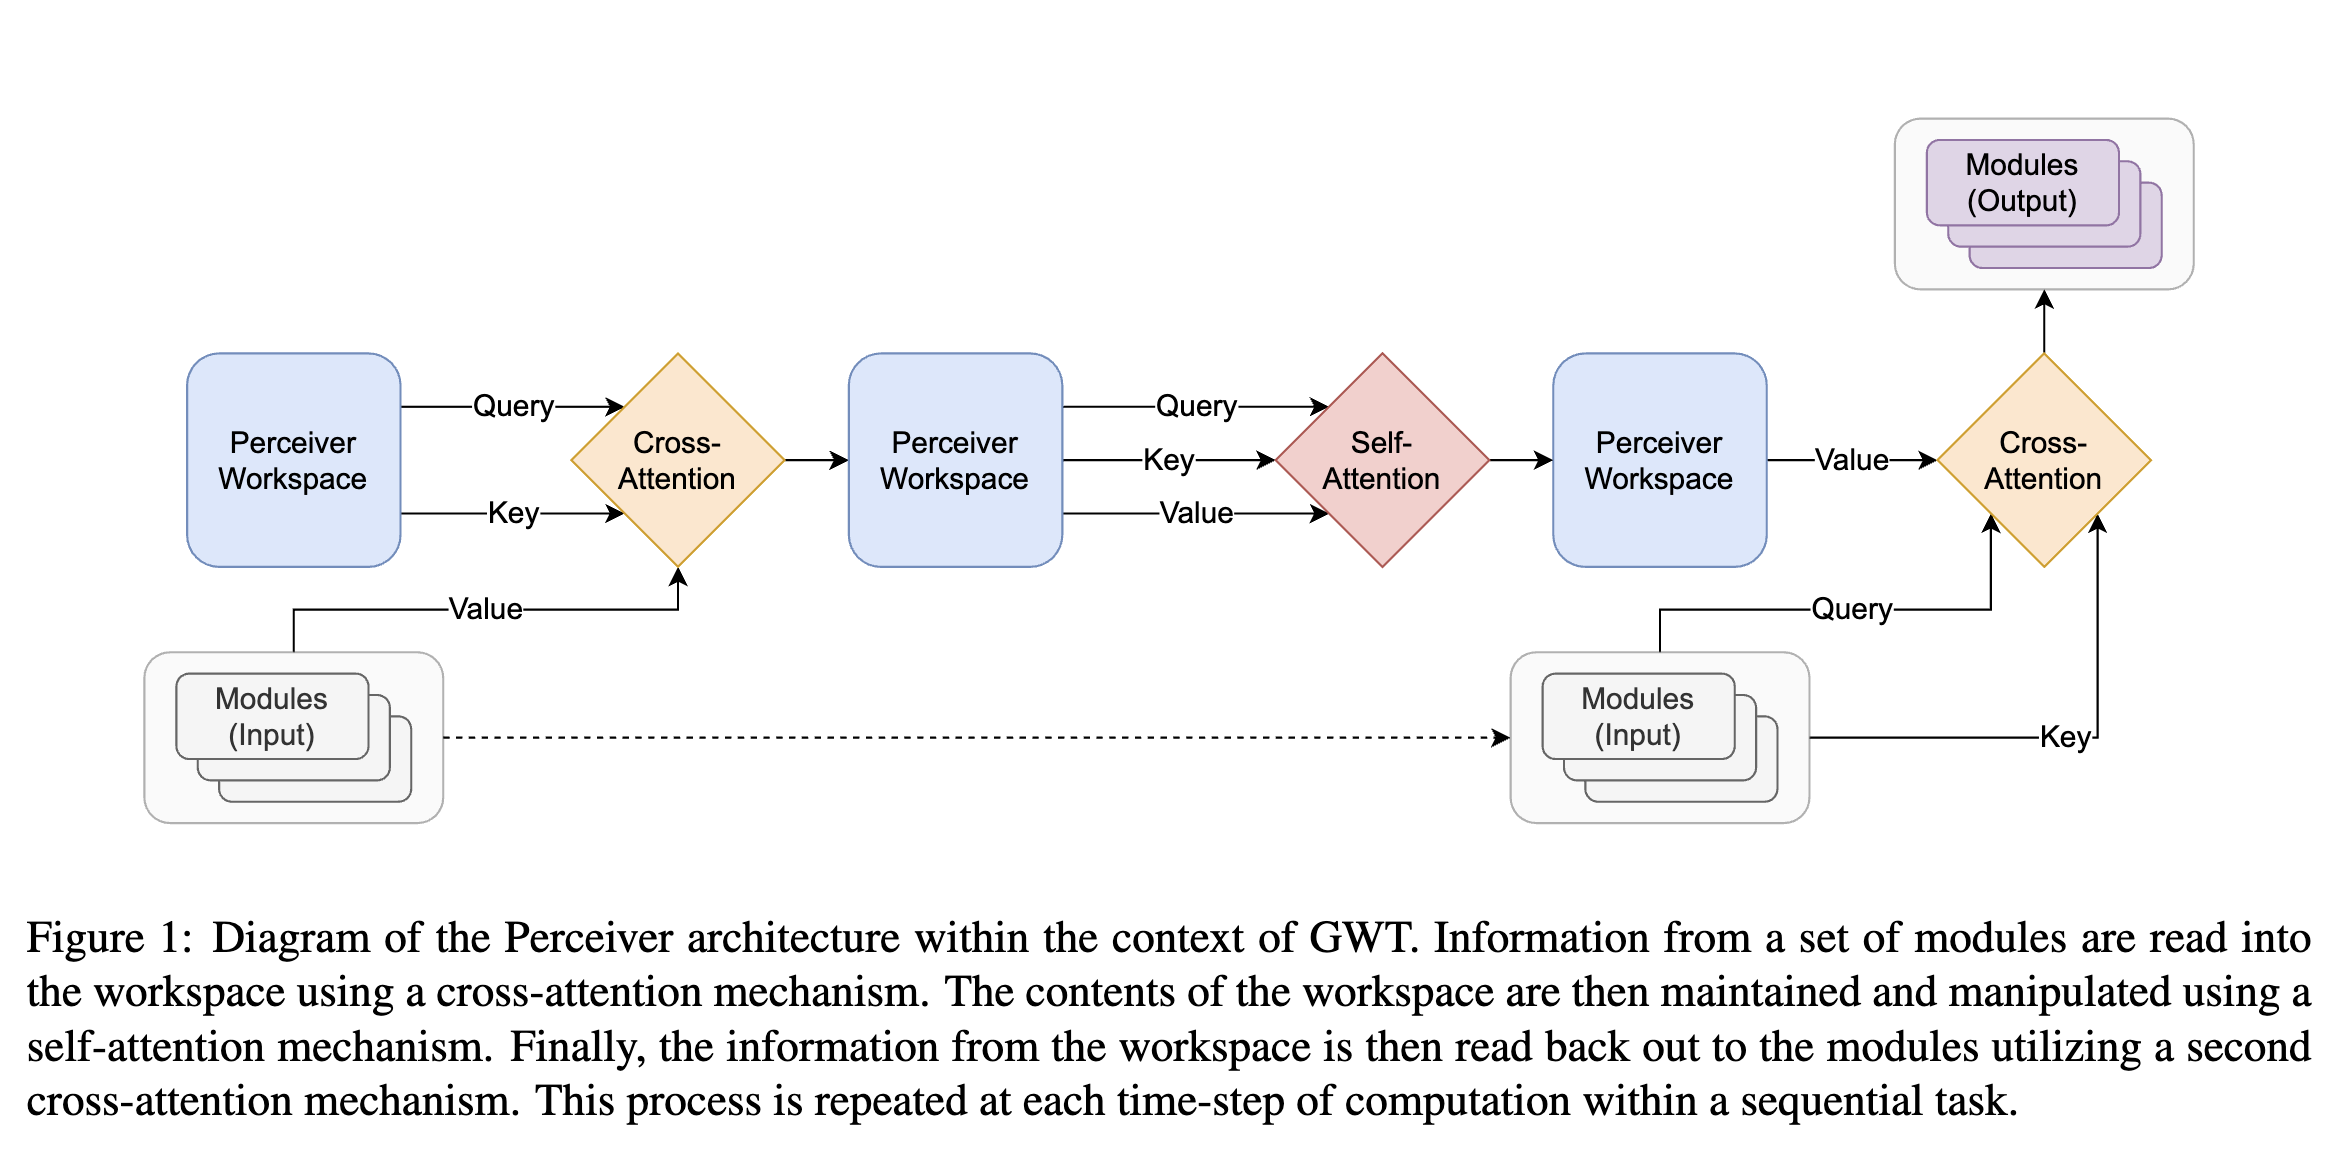 Modules
(Output)
Perceiver
Workspace
Query
Key
Cross-
Attention
Perceiver
Workspace
Query
Key
Value
Self-
Attention
Perceiver
Workspace
Value
Cross-
Attention
Value
Query
Modules
(Input)
Modules
(Input)
Key
Figure 1: Diagram of the Perceiver architecture within the context of GWT. Information from a set of modules are read into
the workspace using a cross-attention mechanism. The contents of the workspace are then maintained and manipulated using a
self-attention mechanism. Finally, the information from the workspace is then read back out to the modules utilizing a second
cross-attention mechanism. This process is repeated at each time-step of computation within a sequential task.